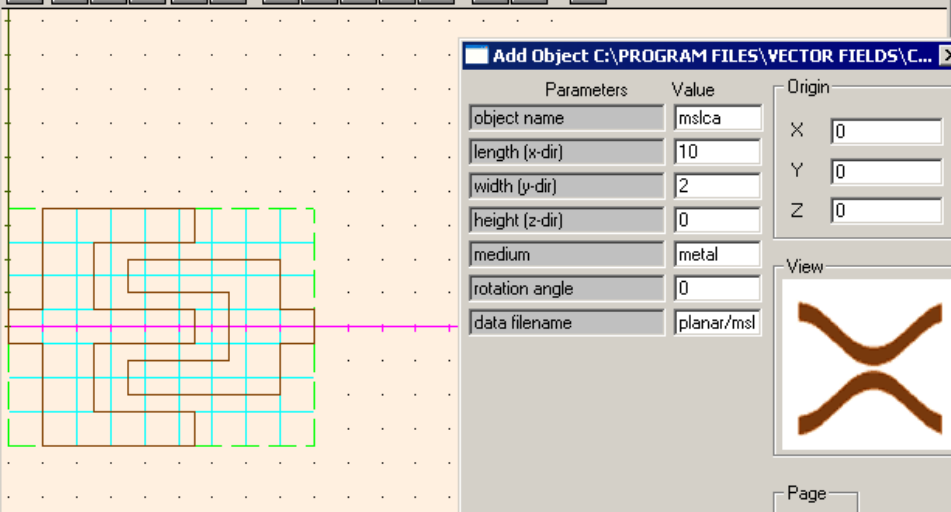 Add Object C:\PROGRAM FILES\VECTOR FIELDS\C...
Parameters Value
object name mslca
length (x-dir) 10
width (y-dir) 2
height (z-dir) 0
medium metal
rotation angle 0
data filename planar/msl
Origin
X 0
Y 0
Z 0
View
Page